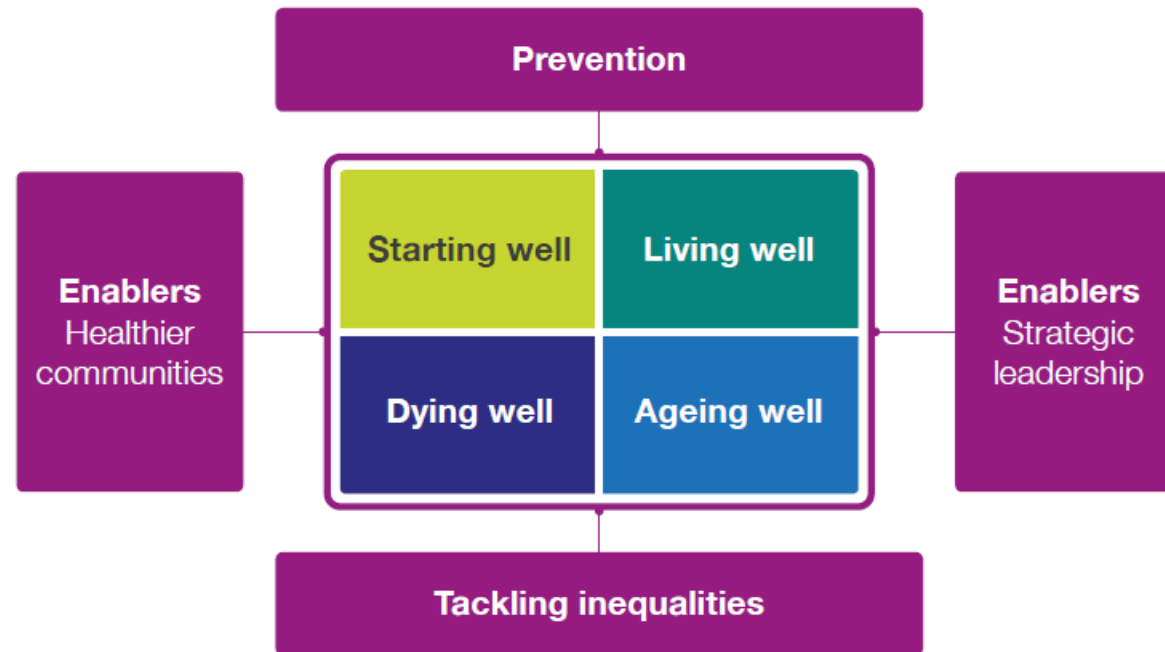 Prevention
Enablers
Healthier
communities
Starting well
Living well
Dying well
Ageing well
Enablers
Strategic
leadership
Tackling inequalities